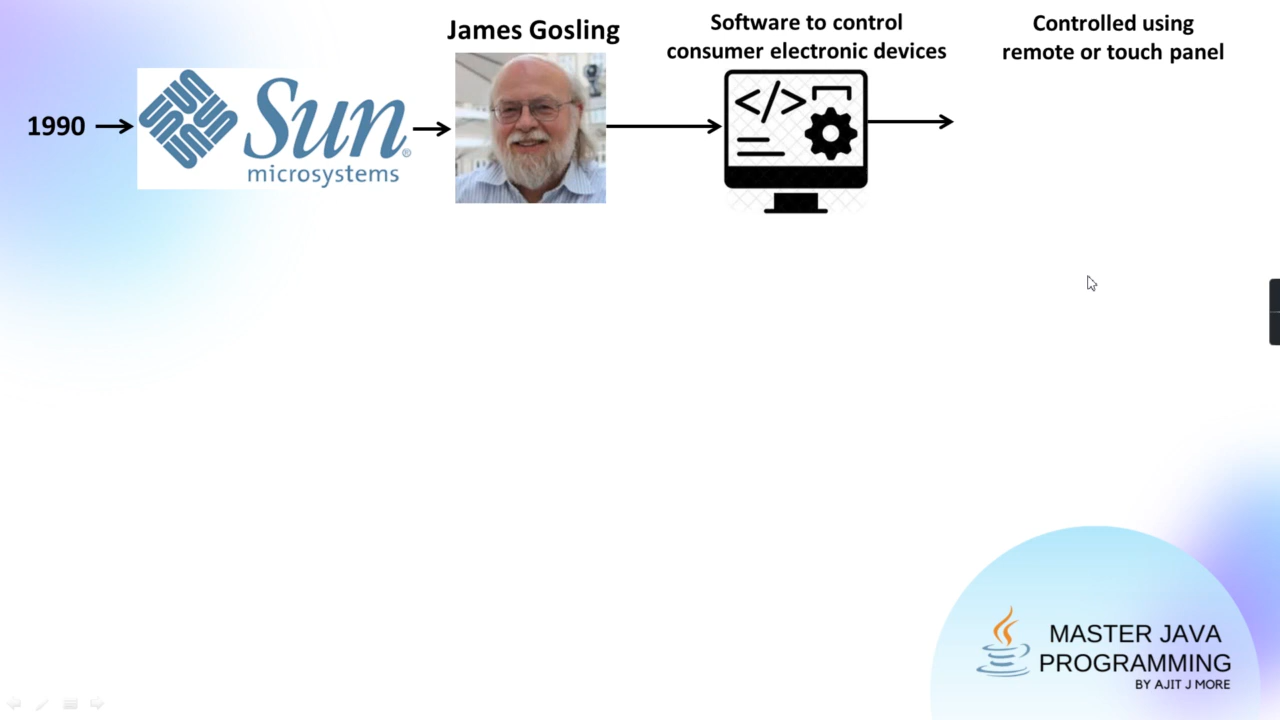 James Gosling
Software to control
consumer electronic devices
Controlled using
remote or touch panel
1990
Sun
microsystems
®
</>
MASTER JAVA
PROGRAMMING
BY AJIT J MORE